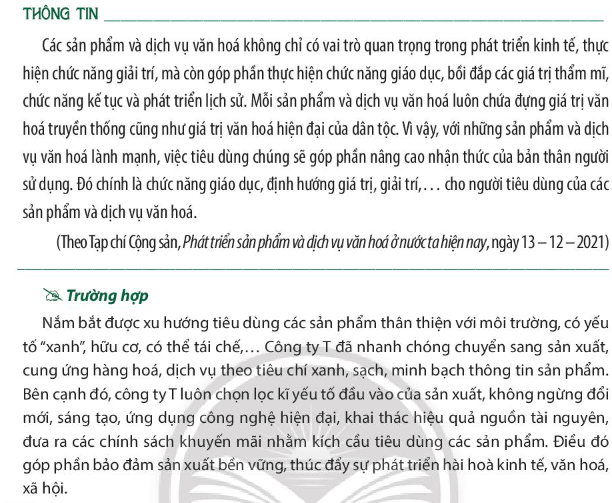 THÔNG TIN
Các sản phẩm và dịch vụ văn hoá không chỉ có vai trò quan trọng trong phát triển kinh tế, thực
hiện chức năng giải trí, mà còn góp phần thực hiện chức năng giáo dục, bồi đắp các giá trị thẩm mĩ,
chức năng kế tục và phát triển lịch sử. Mỗi sản phẩm và dịch vụ văn hoá luôn chứa đựng giá trị văn
hoá truyền thống cũng như giá trị văn hoá hiện đại của dân tộc. Vì vậy, với những sản phẩm và dịch
vụ văn hoá lành mạnh, việc tiêu dùng chúng sẽ góp phần nâng cao nhận thức của bản thân người
sử dụng. Đó chính là chức năng giáo dục, định hướng giá trị, giải trí,... cho người tiêu dùng của các
sản phẩm và dịch vụ văn hoá.
(Theo Tạp chí Cộng sản, Phát triển sản phẩm và dịch vụ văn hoá ở nước ta hiện nay, ngày 13 – 12 – 2021)
Trường hợp
Nắm bắt được xu hướng tiêu dùng các sản phẩm thân thiện với môi trường, có yếu
tố "xanh", hữu cơ, có thể tái chế,... Công ty T đã nhanh chóng chuyển sang sản xuất,
cung ứng hàng hoá, dịch vụ theo tiêu chí xanh, sạch, minh bạch thông tin sản phẩm.
Bên cạnh đó, công ty T luôn chọn lọc kĩ yếu tố đầu vào của sản xuất, không ngừng đổi
mới, sáng tạo, ứng dụng công nghệ hiện đại, khai thác hiệu quả nguồn tài nguyên,
đưa ra các chính sách khuyến mãi nhằm kích cầu tiêu dùng các sản phẩm. Điều đó
góp phần bảo đảm sản xuất bền vững, thúc đẩy sự phát triển hài hoà kinh tế, văn hoá,
xã hội.